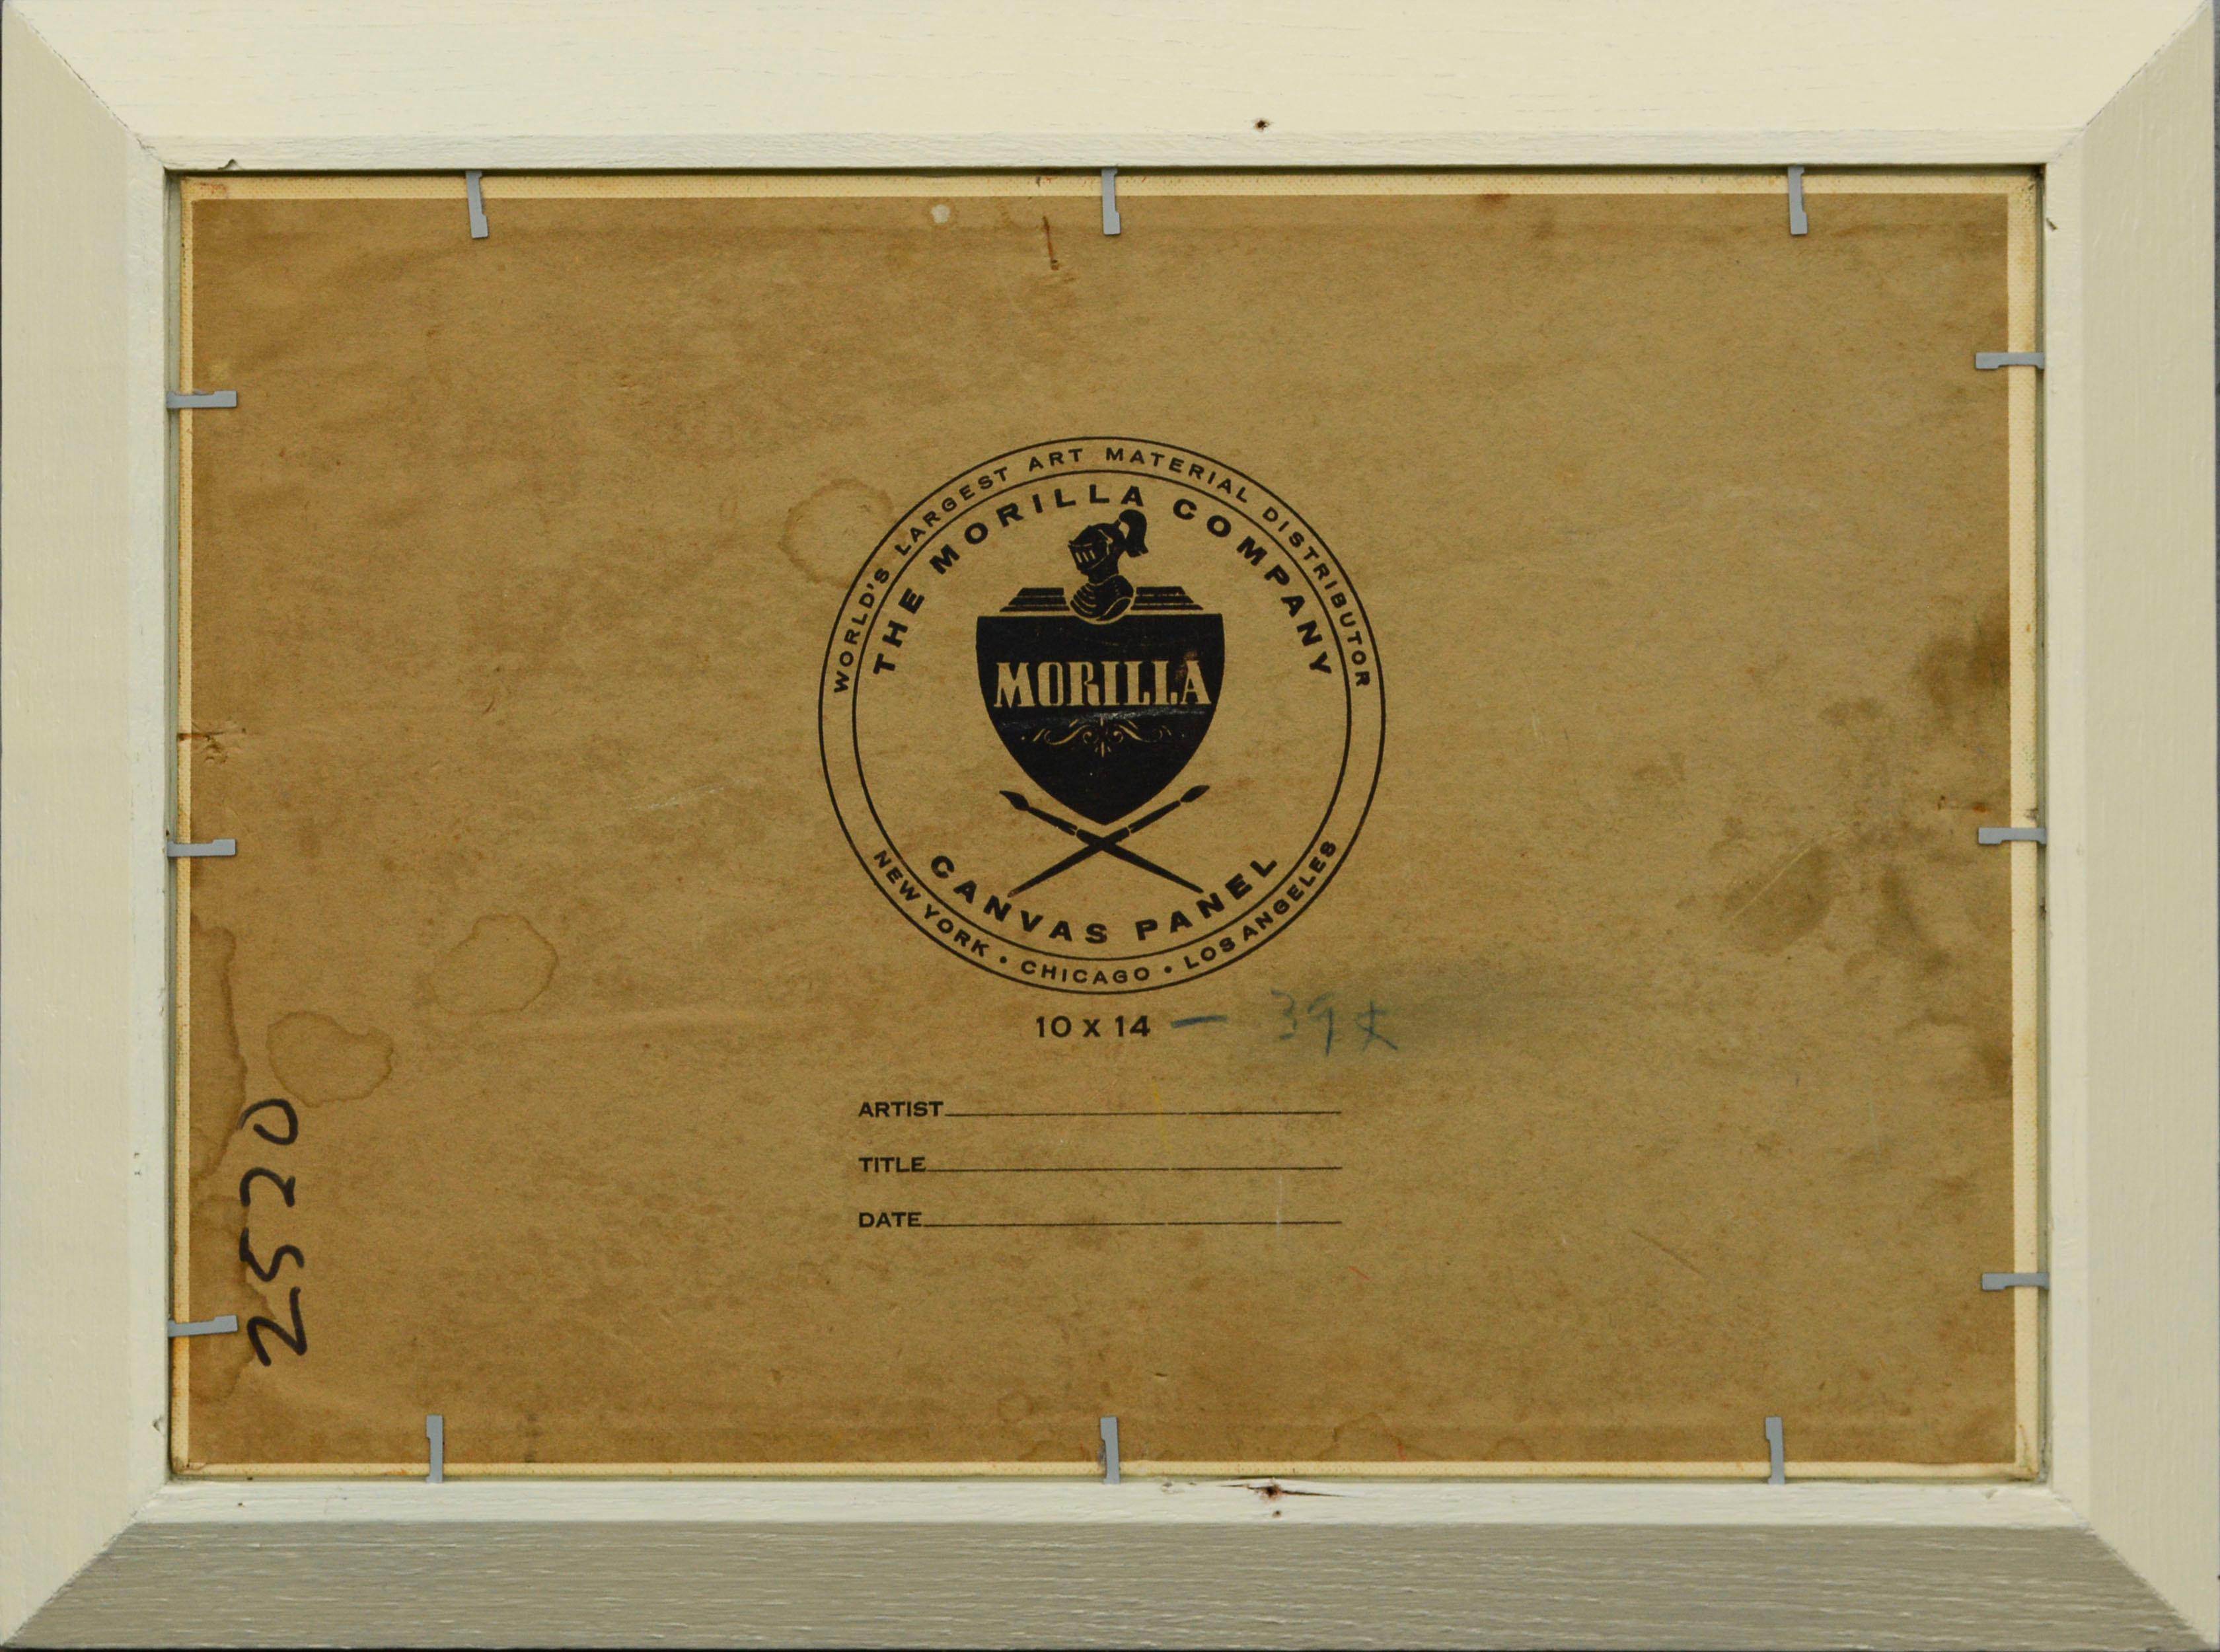 WORLD'S LARGEST ART MATERIAL DISTRIBUTOR
THE MORILLA COMPANY
MORILLA
CANVAS PANEL
NEW YORK • CHICAGO • LOS ANGELES
10 x 14 — 39¢
ARTIST
TITLE
DATE
2520